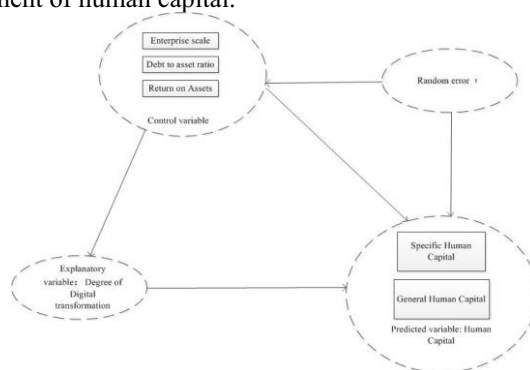 ment of human capital.
Enterprise scale
Debt to asset ratio
Return on Assets
Control variable
Random error
Specific Human
Capital
General Human Capital
Predicted variable: Human
Capital
Explanatory
variable： Degree of
Digital
transformation